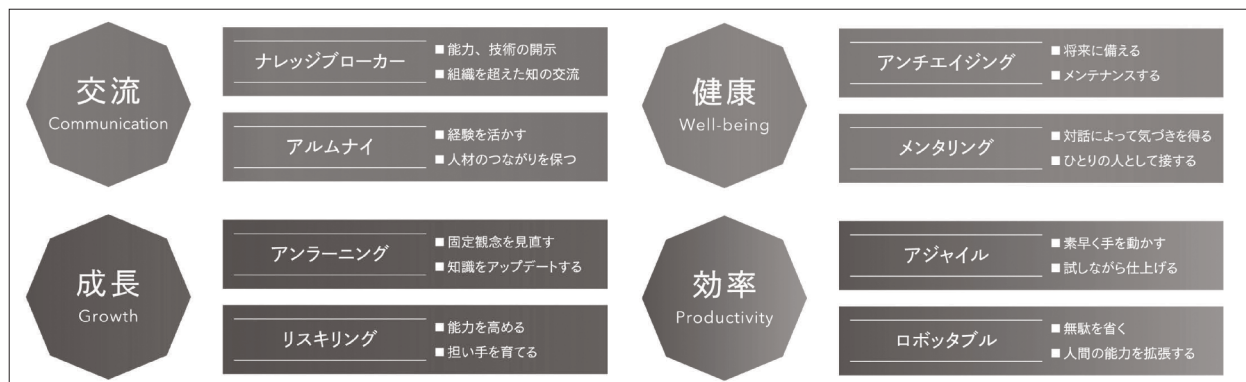 交流
Communication
ナレッジブローカー
■ 能力、技術の開示
■ 組織を超えた知の交流
アルムナイ
■ 経験を活かす
■ 人材のつながりを保つ
健康
Well-being
アンチエイジング
■ 将来に備える
■ メンテナンスする
メンタリング
■ 対話によって気づきを得る
■ ひとりの人として接する
成長
Growth
アンラーニング
■ 固定観念を見直す
■ 知識をアップデートする
リスキリング
■ 能力を高める
■ 担い手を育てる
効率
Productivity
アジャイル
■ 素早く手を動かす
■ 試しながら仕上げる
ロボッタブル
■ 無駄を省く
■ 人間の能力を拡張する